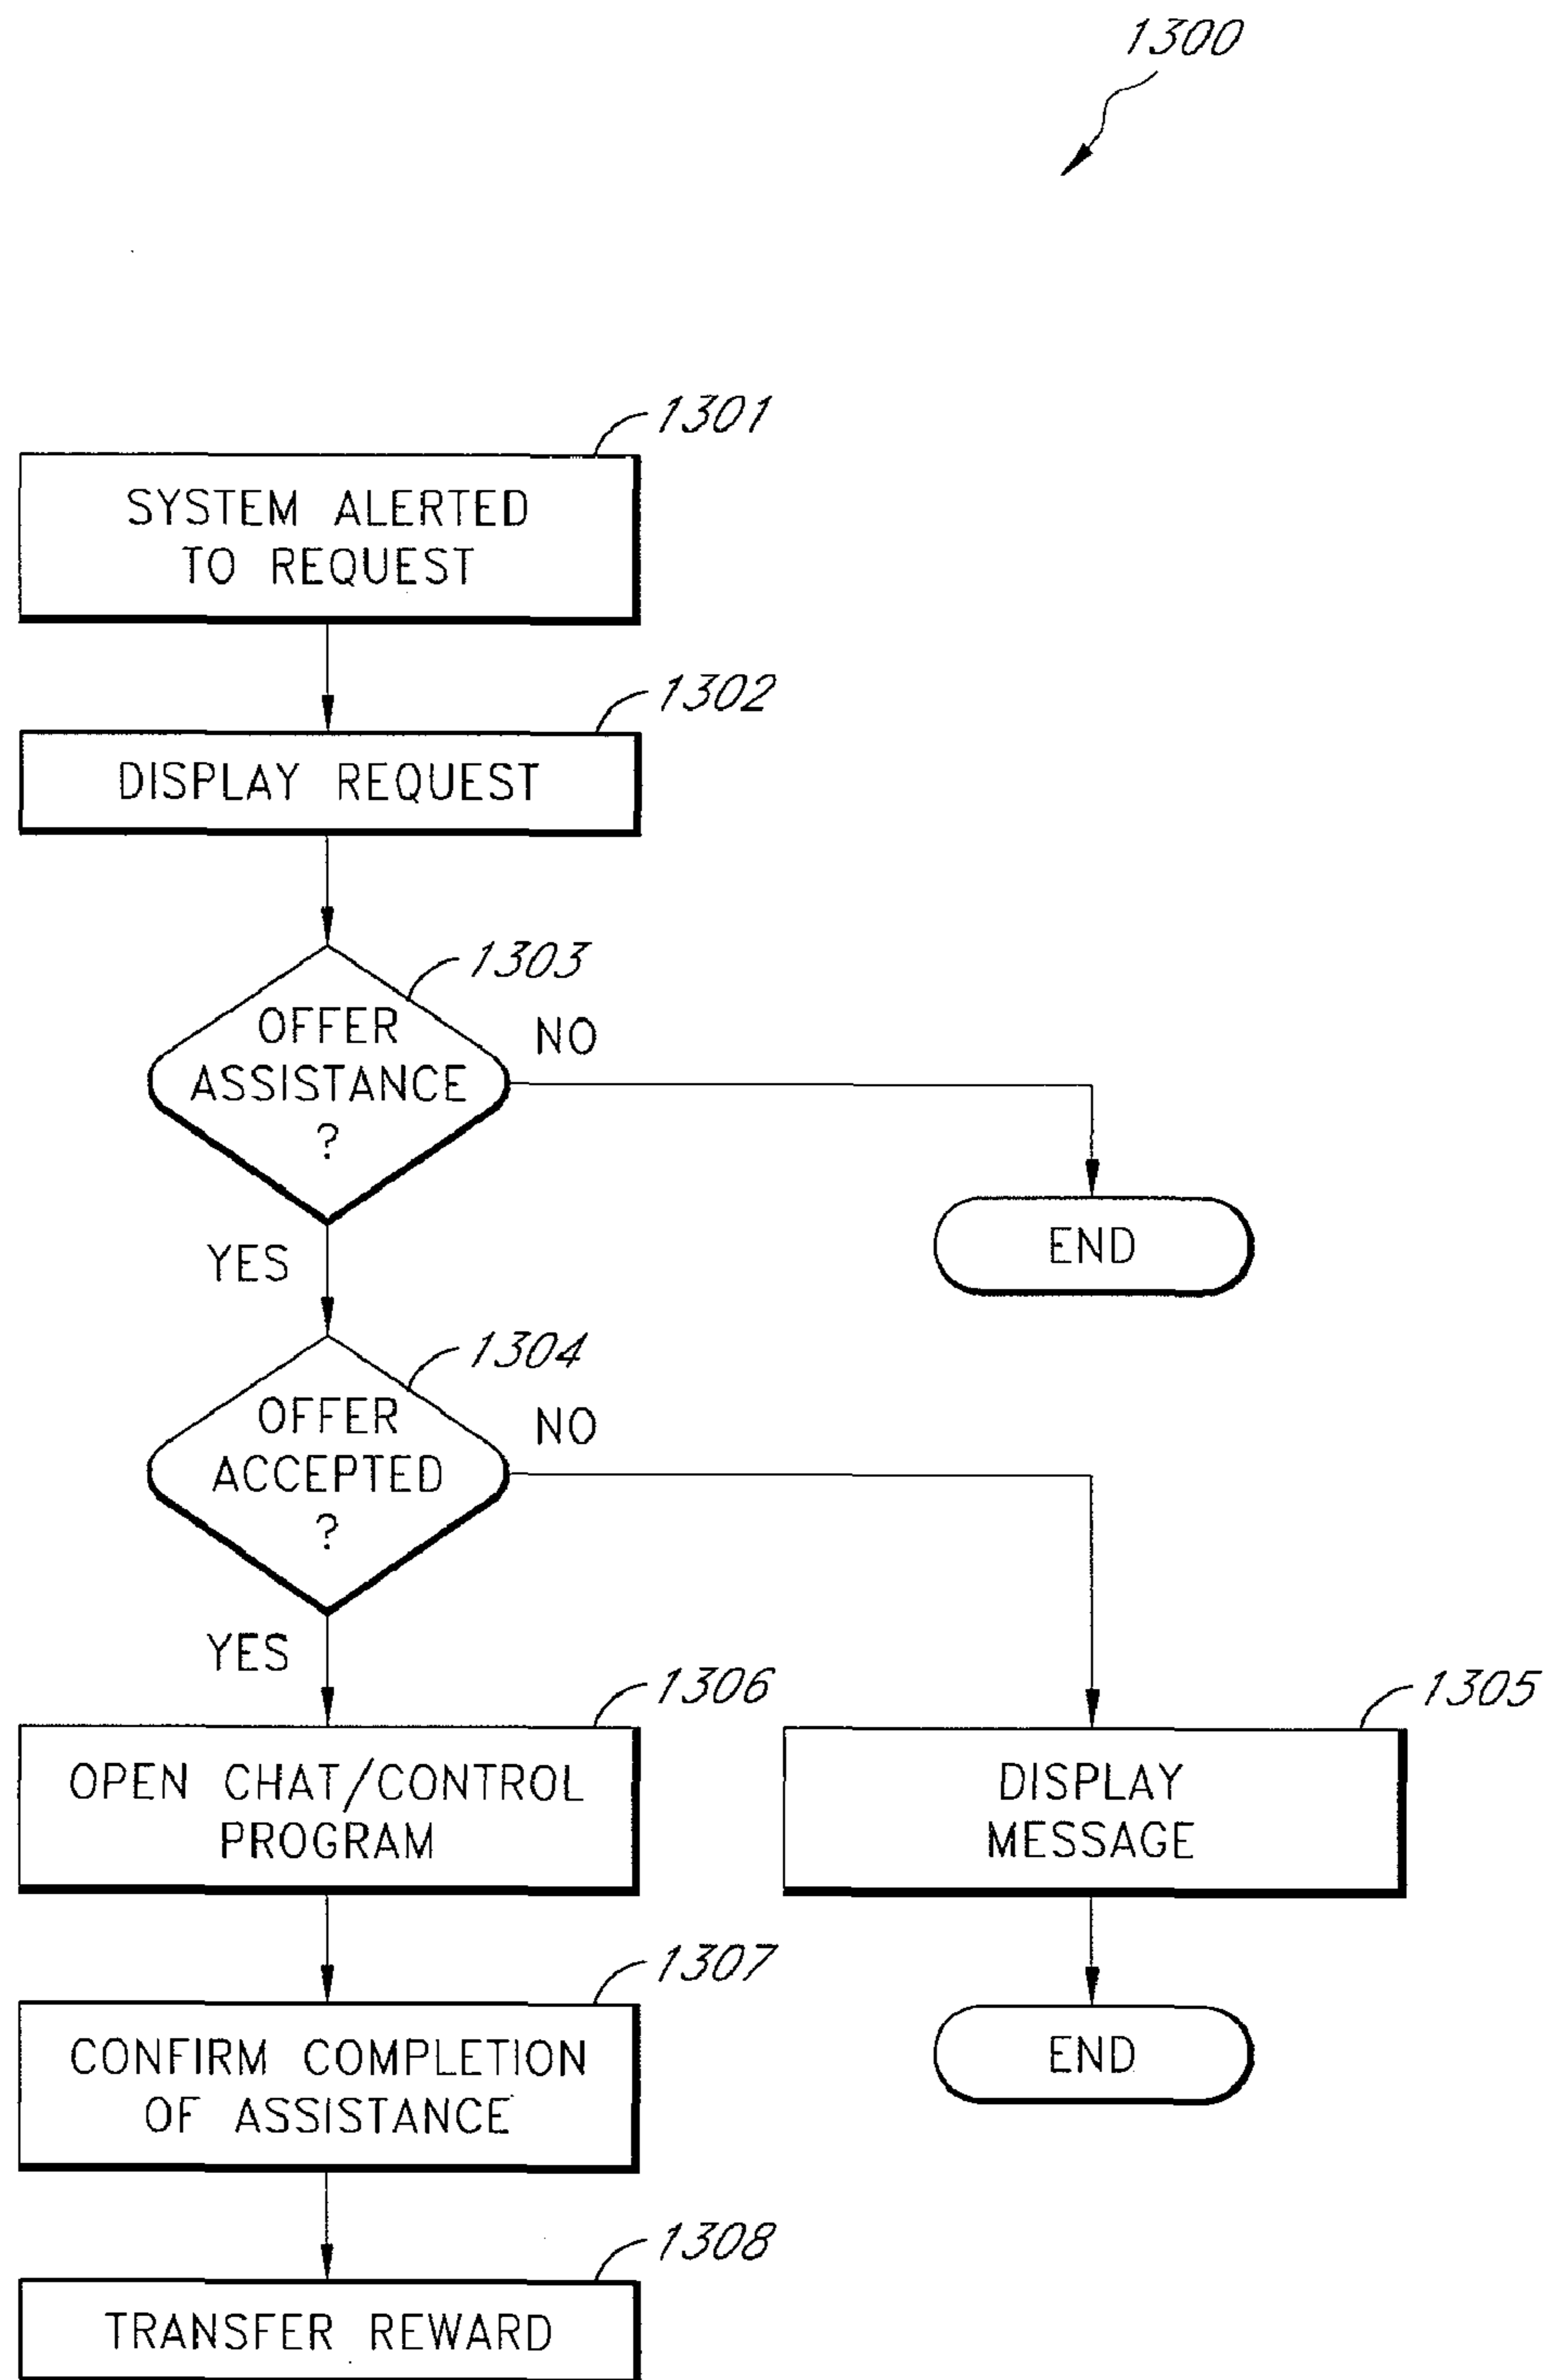 1300
1301
SYSTEM ALERTED
TO REQUEST
1302
DISPLAY REQUEST
1303
OFFER
ASSISTANCE
?
NO
END
YES
1304
OFFER
ACCEPTED
?
NO
YES
1306
OPEN CHAT/CONTROL
PROGRAM
1305
DISPLAY
MESSAGE
1307
CONFIRM COMPLETION
OF ASSISTANCE
END
1308
TRANSFER REWARD